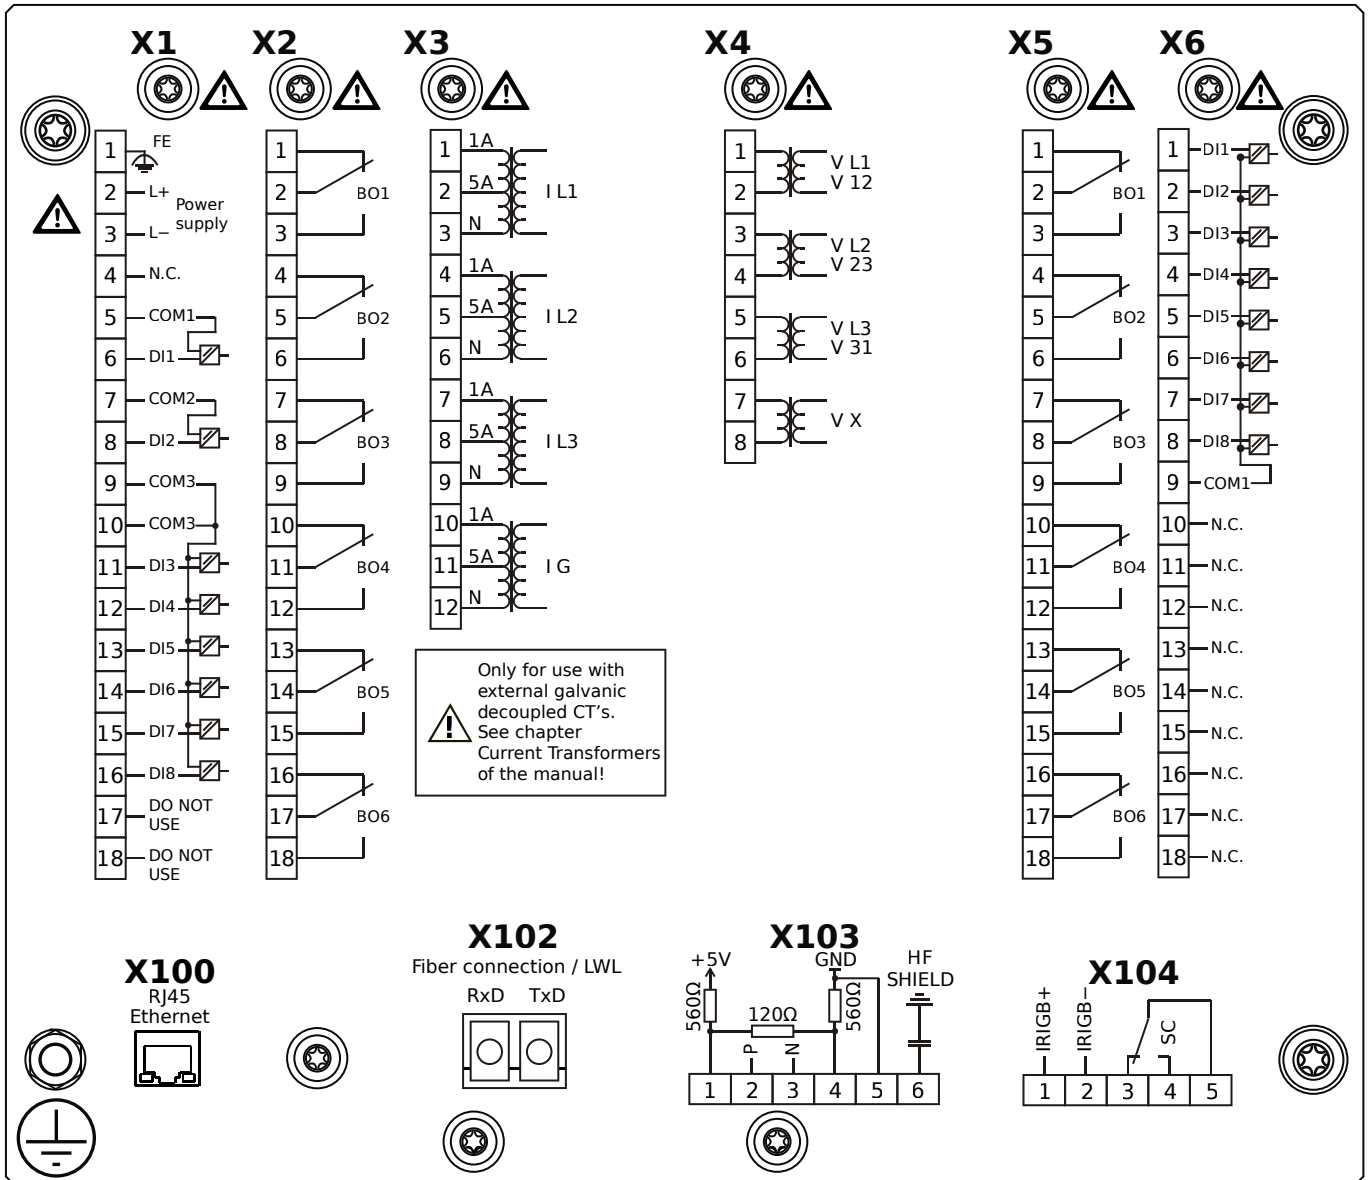 X1 X2 X3 X4 X5 X6
1 FE
2 L+
Power
supply
3 L−
4 N.C.
5 COM1
6 DI1
7 COM2
8 DI2
9 COM3
10 COM3
11 DI3
12 DI4
13 DI5
14 DI6
15 DI7
16 DI8
17 DO NOT
USE
18 DO NOT
USE
1
2 BO1
3
4
5 BO2
6
7
8 BO3
9
10
11 BO4
12
13
14 BO5
15
16
17 BO6
18
1 1A
2 5A I L1
3 N
4 1A
5 5A I L2
6 N
7 1A
8 5A I L3
9 N
10 1A
11 5A I G
12 N
Only for use with
external galvanic
decoupled CT's.
See chapter
Current Transformers
of the manual!
1 V L1
2 V 12
3 V L2
4 V 23
5 V L3
6 V 31
7 V X
8
1
2 BO1
3
4
5 BO2
6
7
8 BO3
9
10
11 BO4
12
13
14 BO5
15
16
17 BO6
18
1 DI1
2 DI2
3 DI3
4 DI4
5 DI5
6 DI6
7 DI7
8 DI8
9 COM1
10 N.C.
11 N.C.
12 N.C.
13 N.C.
14 N.C.
15 N.C.
16 N.C.
17 N.C.
18 N.C.
X100
RJ45
Ethernet
X102
Fiber connection / LWL
RxD TxD
X103
+5V GND HF
SHIELD
560Ω 120Ω 560Ω
P N
1 2 3 4 5 6
X104
IRIGB+ IRIGB− SC
1 2 3 4 5